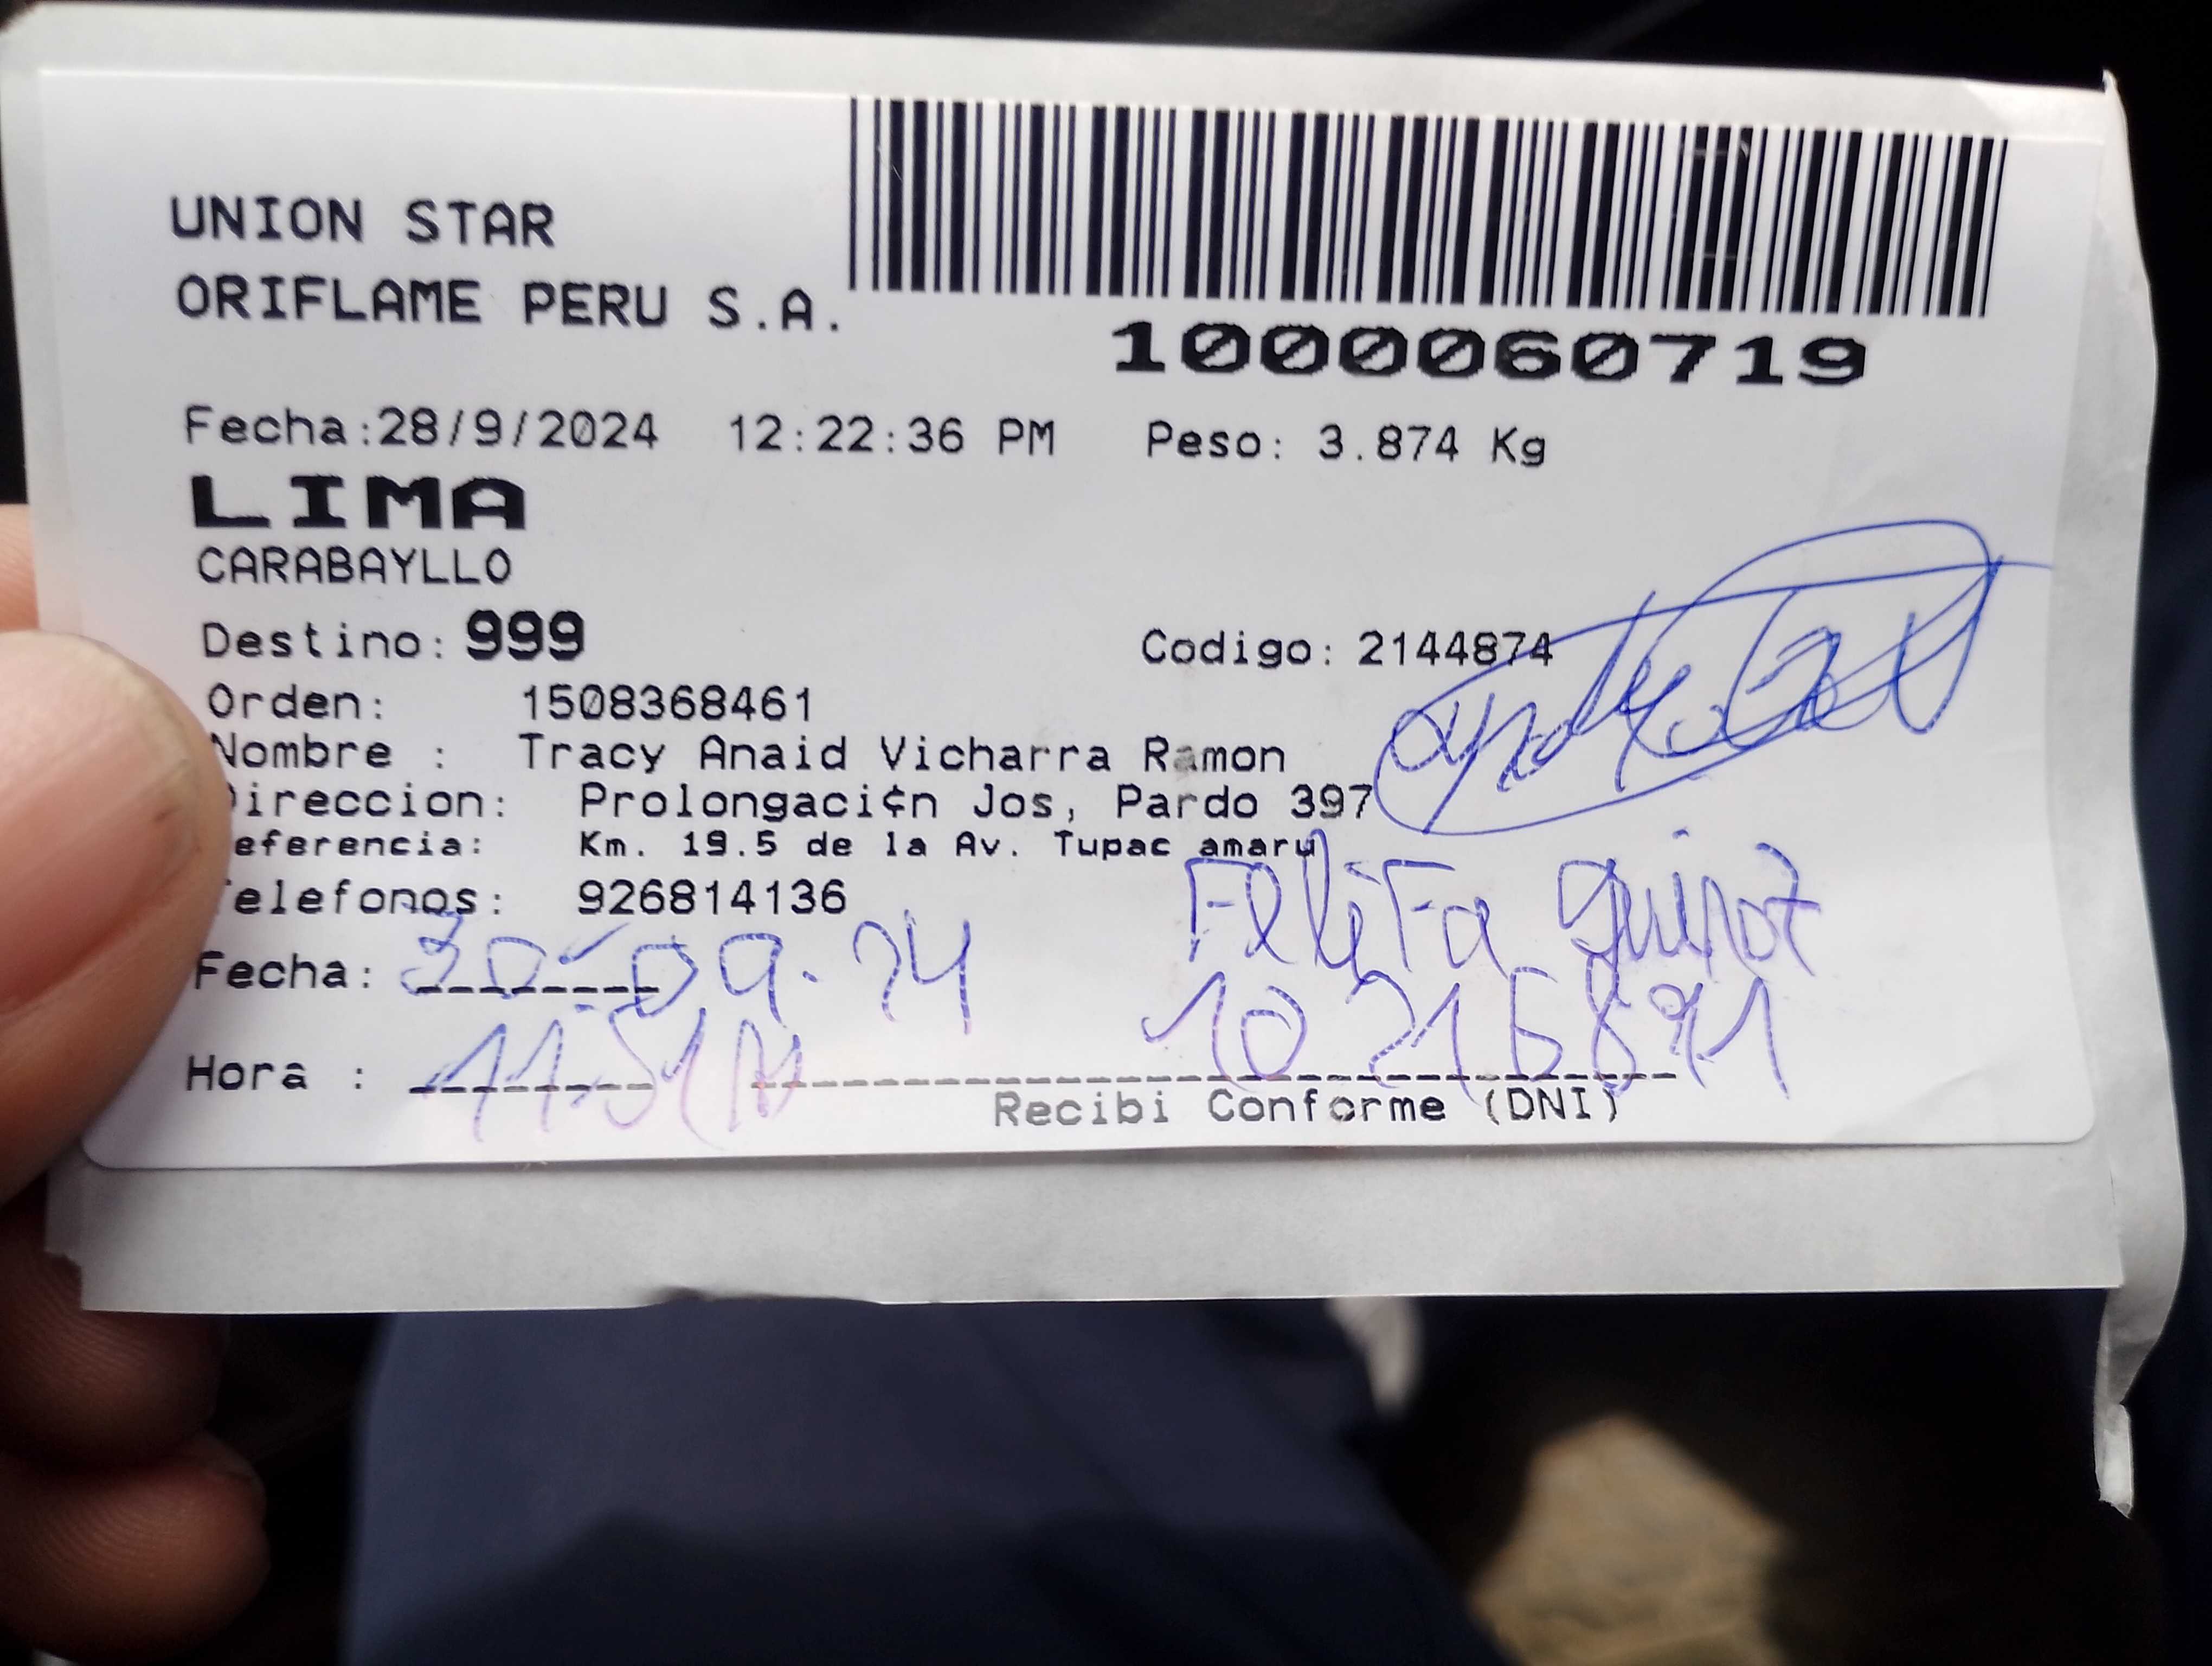 UNION STAR
ORIFLAME PERU S.A.
1000060719
Fecha:28/9/2024 12:22:36 PM Peso: 3.874 Kg
LIMA
CARABAYLLO
Destino: 999 Codigo: 2144874
Orden: 1508368461
Nombre : Tracy Anaid Vicharra Ramon
Direccion: Prolongaci¢n Jos, Pardo 397
eferencia: Km. 19.5 de la Av. Tupac amaru
Telefonos: 926814136
Quiroz
Fecha: 30-09-24
Hora :
Recibi Conforme (DNI)